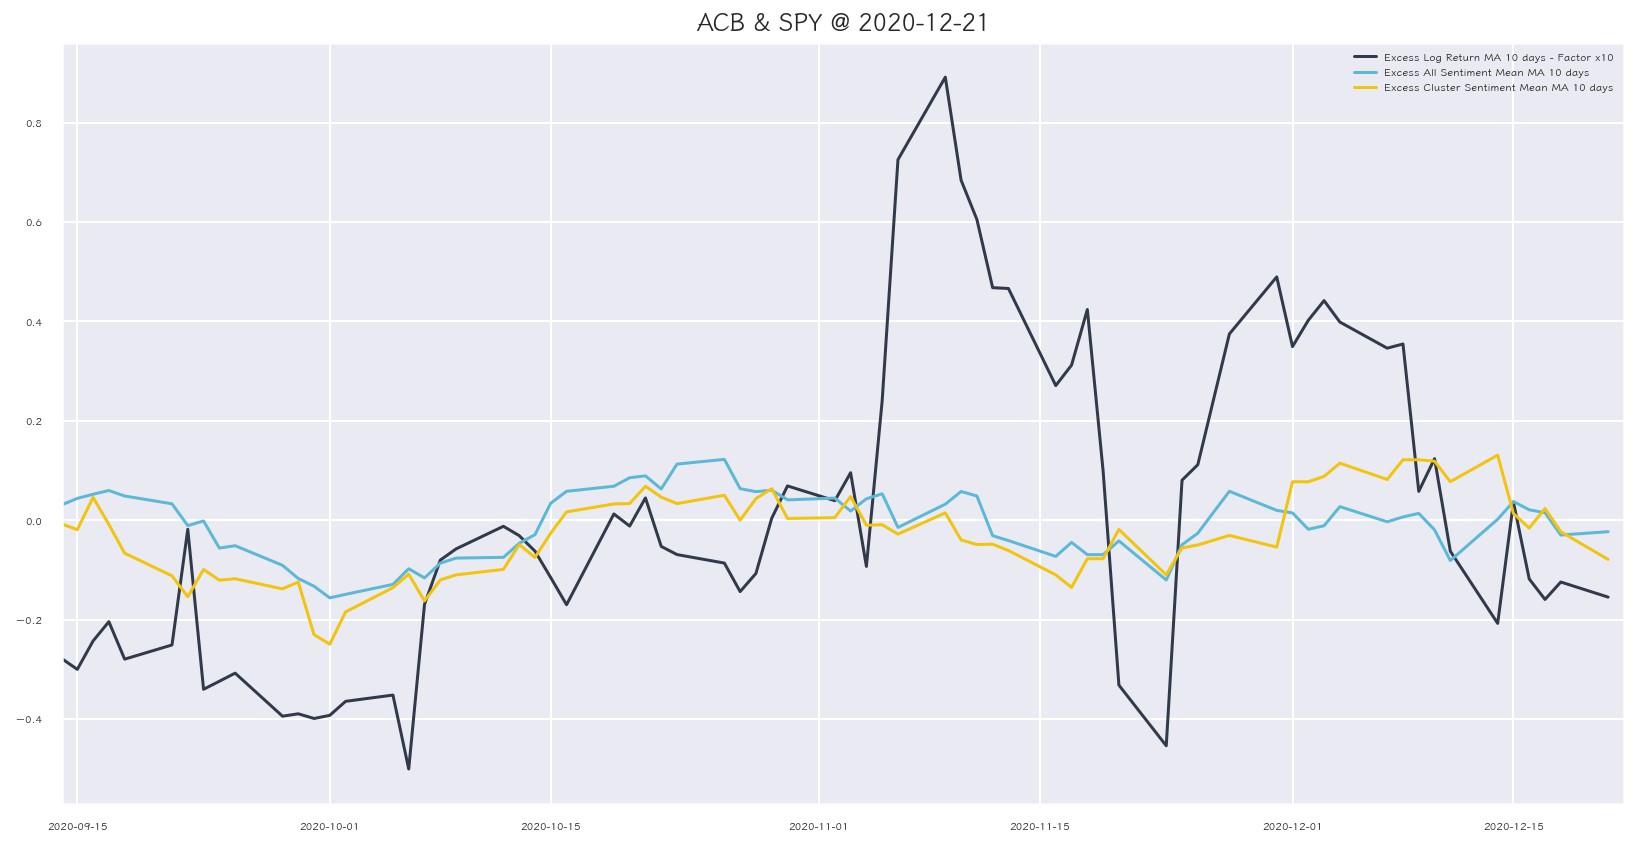 ACB & SPY @ 2020-12-21
Excess Log Return MA 10 days - Factor x10
Excess All Sentiment Mean MA 10 days
Excess Cluster Sentiment Mean MA 10 days
0.8
0.6
0.4
0.2
0.0
−0.2
−0.4
2020-09-15 2020-10-01 2020-10-15 2020-11-01 2020-11-15 2020-12-01 2020-12-15